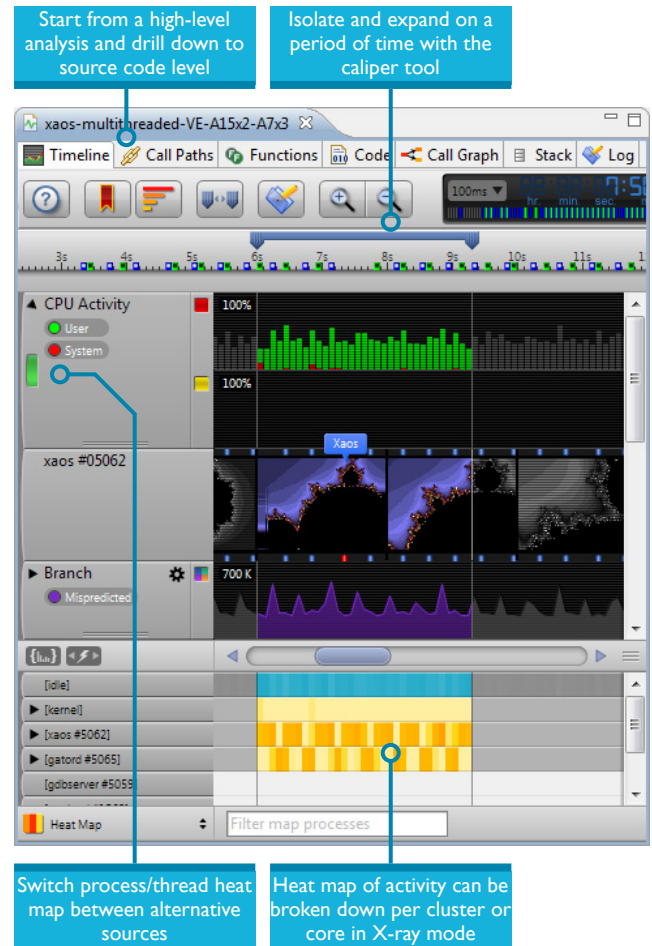 Start from a high-level
analysis and drill down to
source code level
Isolate and expand on a
period of time with the
caliper tool
xaos-multithreaded-VE-A15x2-A7x3
Timeline Call Paths Functions Code Call Graph Stack Log
100ms
hr. min. sec.
3s 4s 5s 6s 7s 8s 9s 10s 11s
CPU Activity 100%
User
System
100%
Xaos
xaos #05062
Branch 700 K
Mispredicted
[idle]
[kernel]
[xaos #5062]
[gatord #5065]
[gdbserver #5059
Heat Map Filter map processes
Switch process/thread heat
map between alternative
sources
Heat map of activity can be
broken down per cluster or
core in X-ray mode